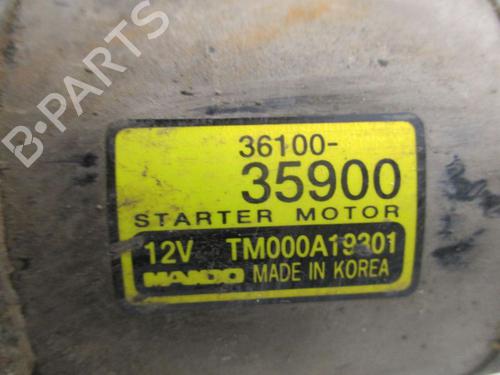 B-PARTS
36100-
35900
STARTER MOTOR
12V TM000A19301
MANDO MADE IN KOREA